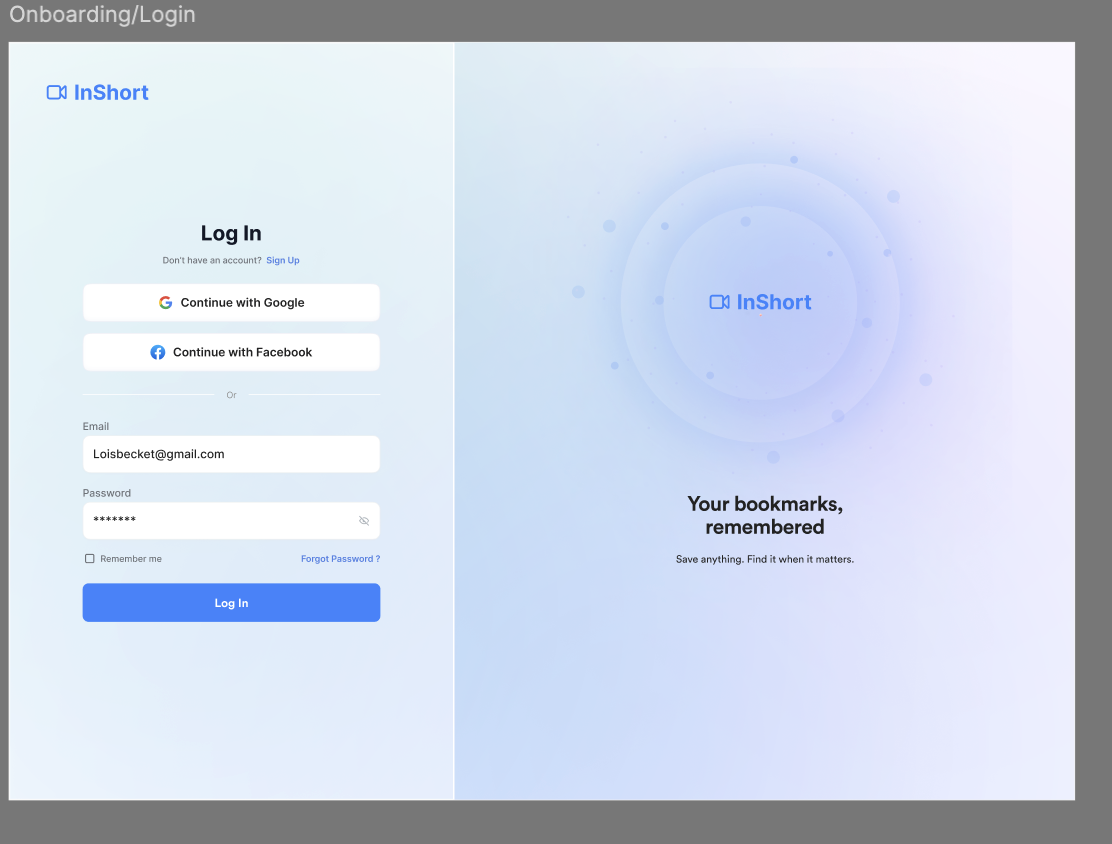 Onboarding/Login
InShort
Log In
Don't have an account? Sign Up
Continue with Google
Continue with Facebook
Or
Email
Loisbecket@gmail.com
Password
*******
Remember me
Forgot Password ?
Log In
InShort
Your bookmarks,
remembered
Save anything. Find it when it matters.